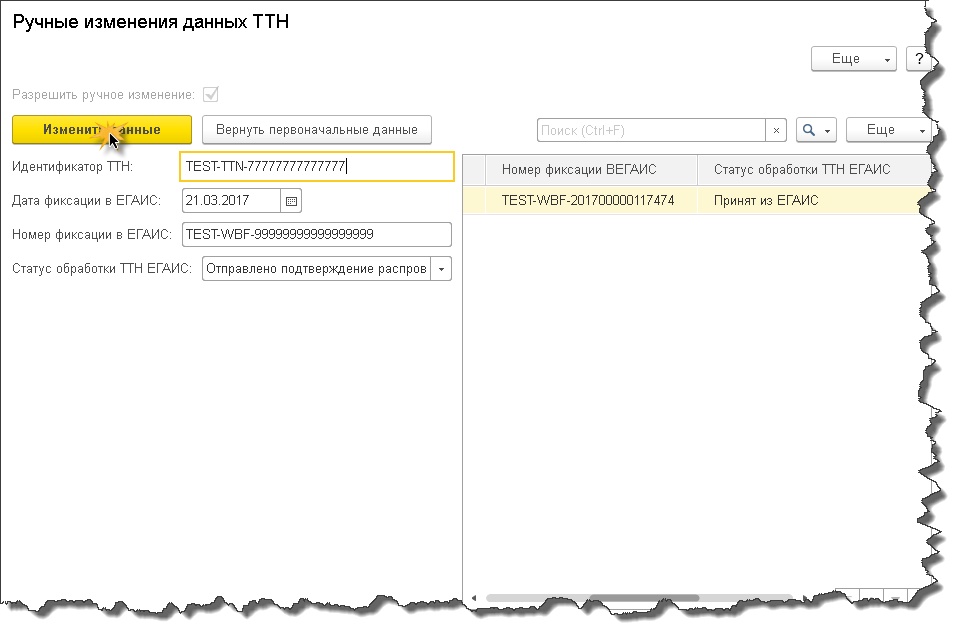 Ручные изменения данных ТТН
Еще ?
Разрешить ручное изменение:
Изменить данные Вернуть первоначальные данные Поиск (Ctrl+F) × Еще
Идентификатор ТТН: TEST-TTN-77777777777777 Номер фиксации ВЕГАИС Статус обработки ТТН ЕГАИС
Дата фиксации в ЕГАИС: 21.03.2017 TEST-WBF-201700000117474 Принят из ЕГАИС
Номер фиксации в ЕГАИС: TEST-WBF-99999999999999999
Статус обработки ТТН ЕГАИС: Отправлено подтверждение распров